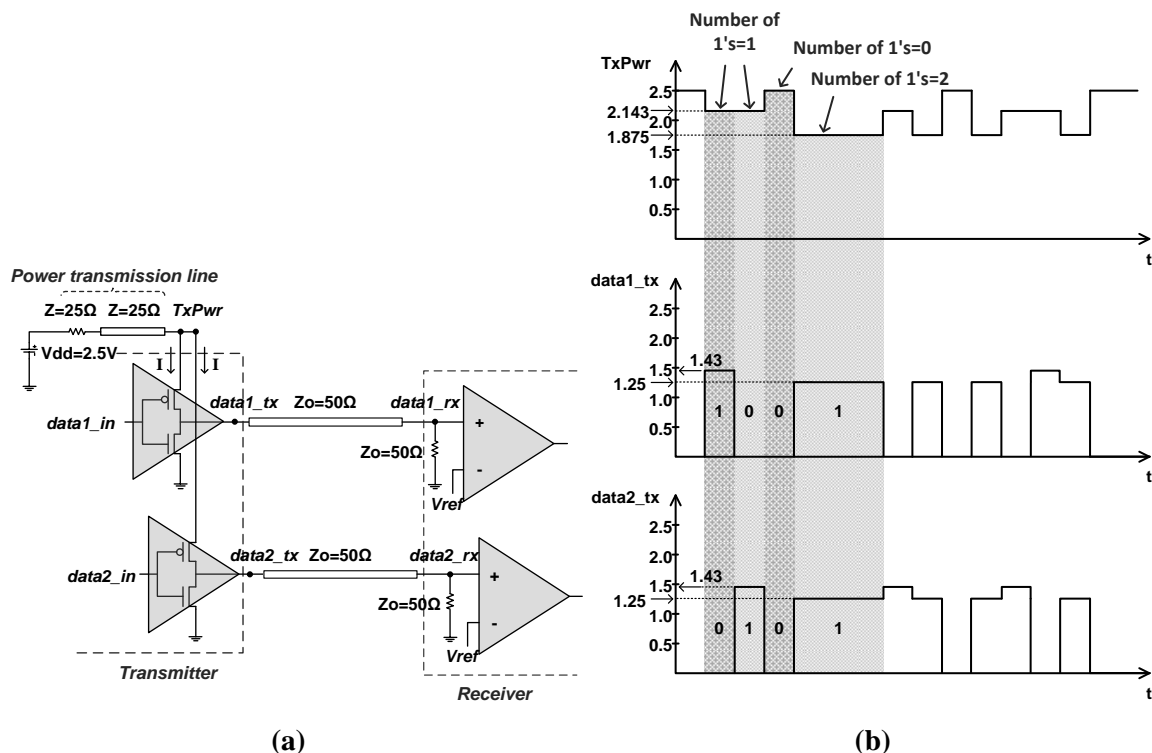 Power transmission line
Z=25Ω Z=25Ω TxPwr
Vdd=2.5V
+
I I
data1_in
data1_tx
Zo=50Ω
data1_rx
+
-
Zo=50Ω
Vref
data2_in
data2_tx
Zo=50Ω
data2_rx
+
-
Zo=50Ω
Vref
Transmitter
Receiver
(a)
Number of
1's=1
Number of 1's=0
Number of 1's=2
TxPwr
2.5
2.143
2.0
1.875
1.5
1.0
0.5
t
data1_tx
2.5
2.0
1.5
1.43
1.25
1.0
0.5
1 0 0 1
t
data2_tx
2.5
2.0
1.5
1.43
1.25
1.0
0.5
0 1 0 1
t
(b)